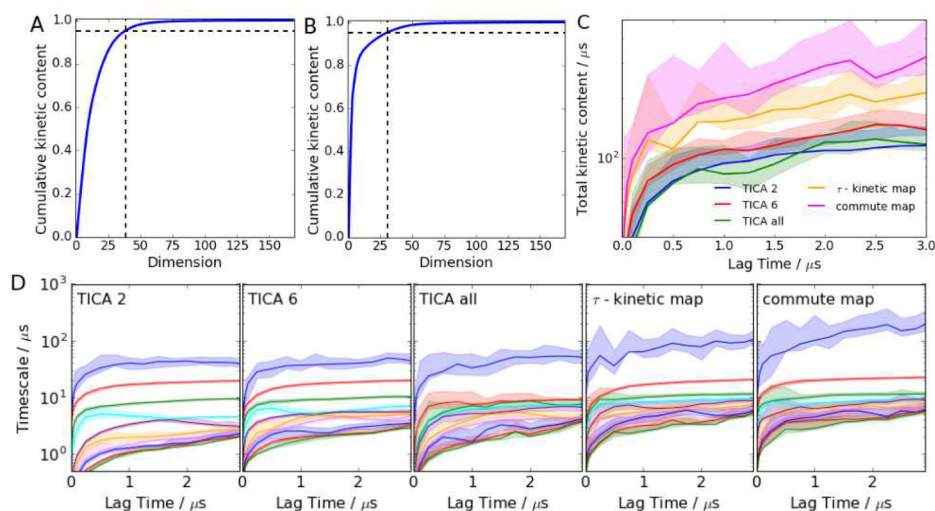 A
Cumulative kinetic content
1.0
0.8
0.6
0.4
0.2
0.0
0 25 50 75 100 125 150
Dimension
B
Cumulative kinetic content
1.0
0.8
0.6
0.4
0.2
0.0
0 25 50 75 100 125 150
Dimension
C
Total kinetic content / μs
10²
TICA 2
TICA 6
TICA all
τ - kinetic map
commute map
0.0 0.5 1.0 1.5 2.0 2.5 3.0
Lag Time / μs
D
Timescale / μs
10³
10²
10¹
10⁰
TICA 2
TICA 6
TICA all
τ - kinetic map
commute map
0 1 2
0 1 2
0 1 2
0 1 2
0 1 2
Lag Time / μs
Lag Time / μs
Lag Time / μs
Lag Time / μs
Lag Time / μs